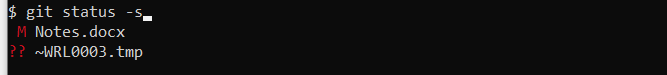 $ git status -s
 M Notes.docx
?? ~WRL0003.tmp